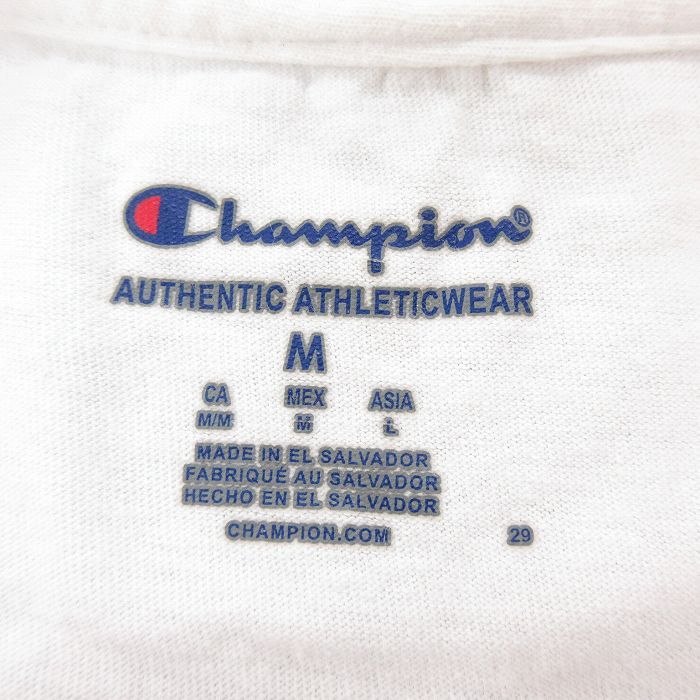 Champion®
AUTHENTIC ATHLETICWEAR
M
CA MEX ASIA
M/M M L
MADE IN EL SALVADOR
FABRIQUÉ AU SALVADOR
HECHO EN EL SALVADOR
CHAMPION.COM 29